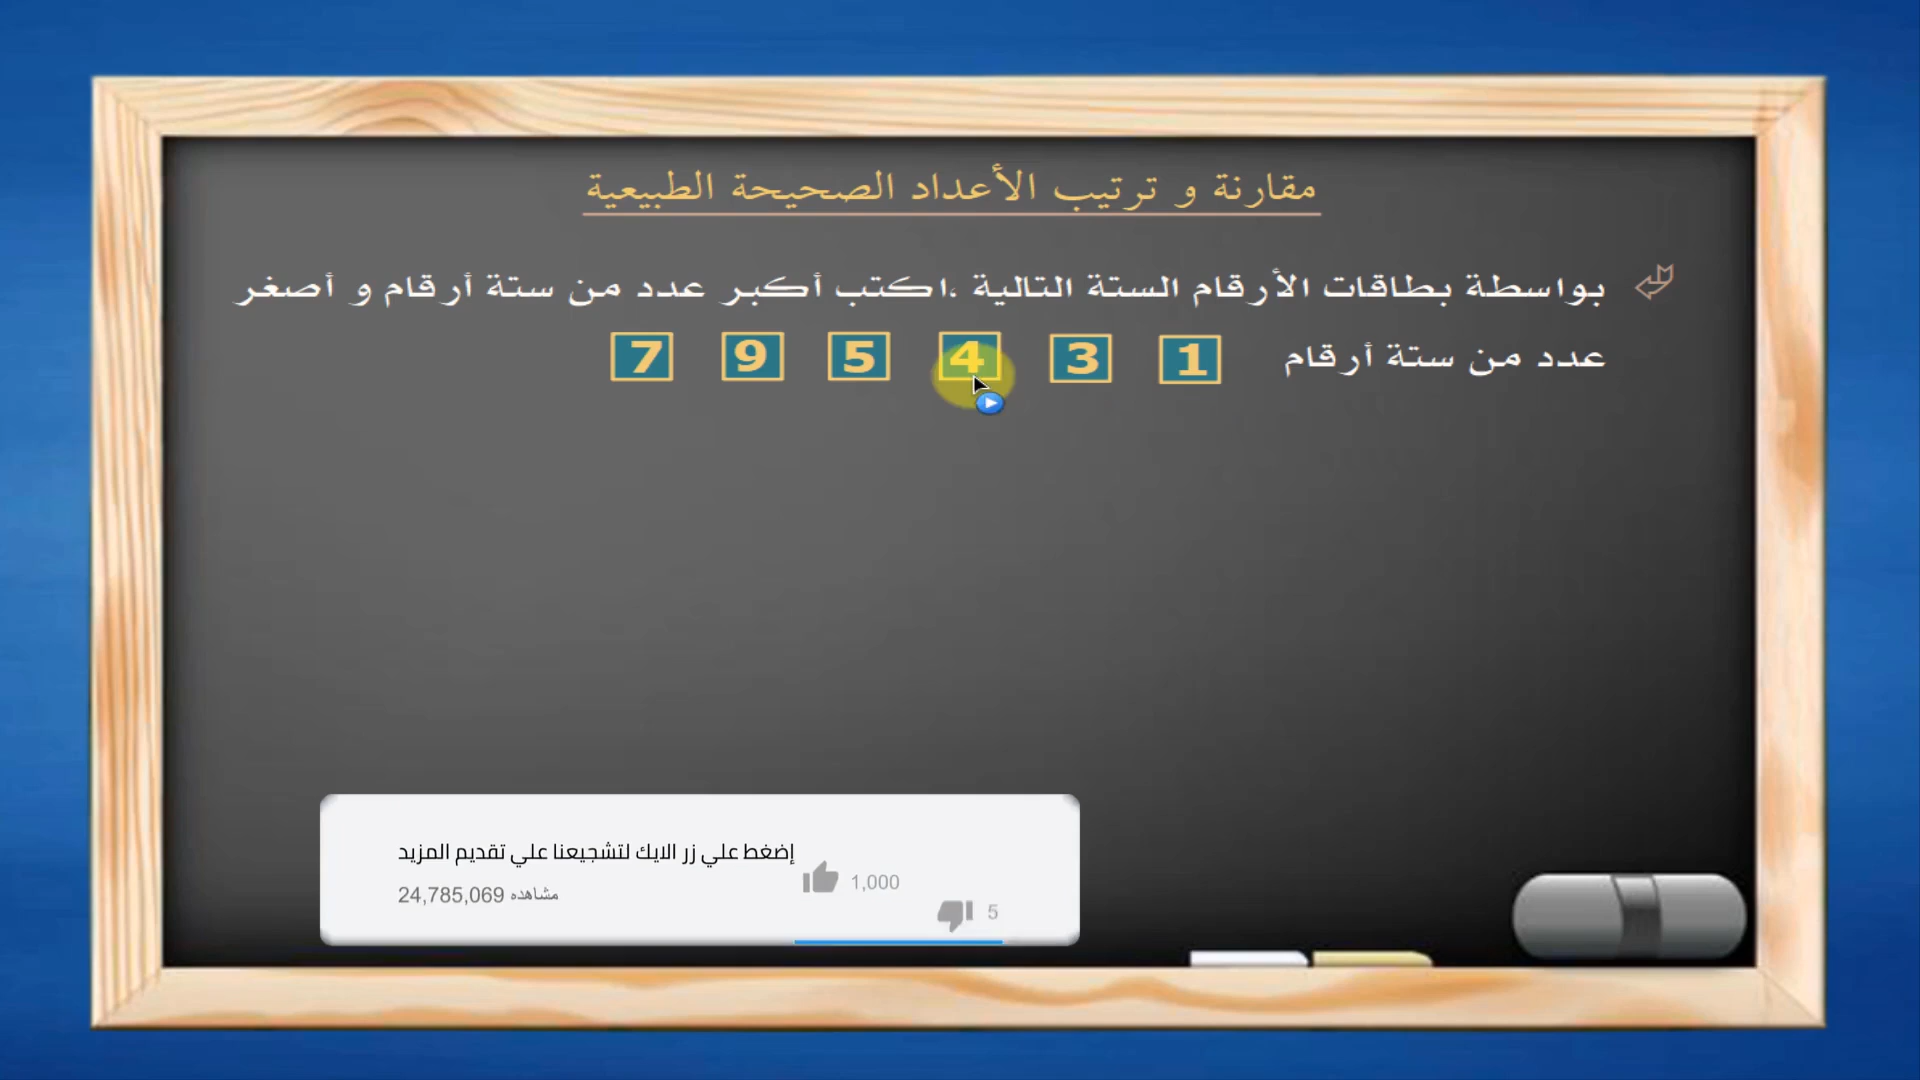 مقارنة و ترتيب الأعداد الصحيحة الطبيعية
بواسطة بطاقات الأرقام الستة التالية ،اكتب أكبر عدد من ستة أرقام و أصغر
عدد من ستة أرقام 1 3 4 5 9 7
إضغط علي زر الايك لتشجيعنا علي تقديم المزيد
1,000
24,785,069 مشاهده
5